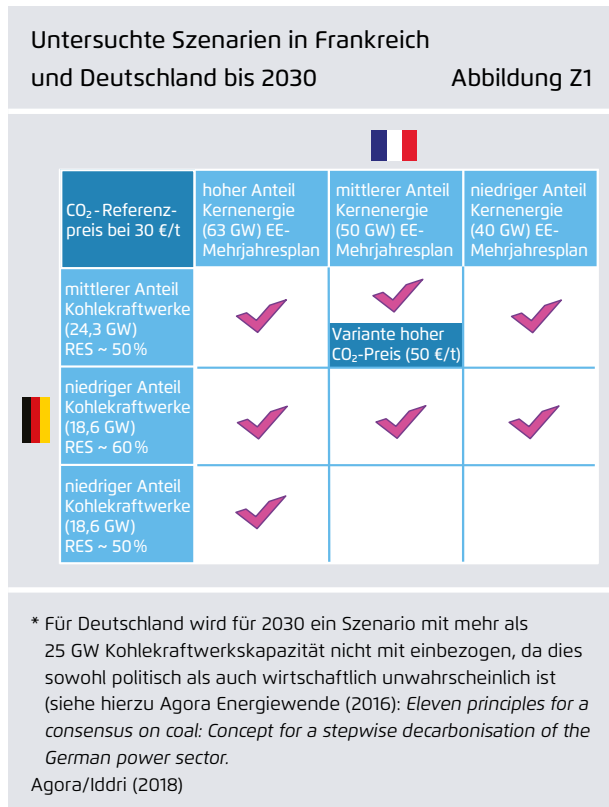 Untersuchte Szenarien in Frankreich
und Deutschland bis 2030 Abbildung Z1
CO₂-Referenz-
preis bei 30 €/t
hoher Anteil
Kernenergie
(63 GW) EE-
Mehrjahresplan
mittlerer Anteil
Kernenergie
(50 GW) EE-
Mehrjahresplan
niedriger Anteil
Kernenergie
(40 GW) EE-
Mehrjahresplan
mittlerer Anteil
Kohlekraftwerke
(24,3 GW)
RES ~ 50%
Variante hoher
CO₂-Preis (50 €/t)
niedriger Anteil
Kohlekraftwerke
(18,6 GW)
RES ~ 60%
niedriger Anteil
Kohlekraftwerke
(18,6 GW)
RES ~ 50%
* Für Deutschland wird für 2030 ein Szenario mit mehr als
25 GW Kohlekraftwerkskapazität nicht mit einbezogen, da dies
sowohl politisch als auch wirtschaftlich unwahrscheinlich ist
(siehe hierzu Agora Energiewende (2016): Eleven principles for a
consensus on coal: Concept for a stepwise decarbonisation of the
German power sector.
Agora/Iddri (2018)